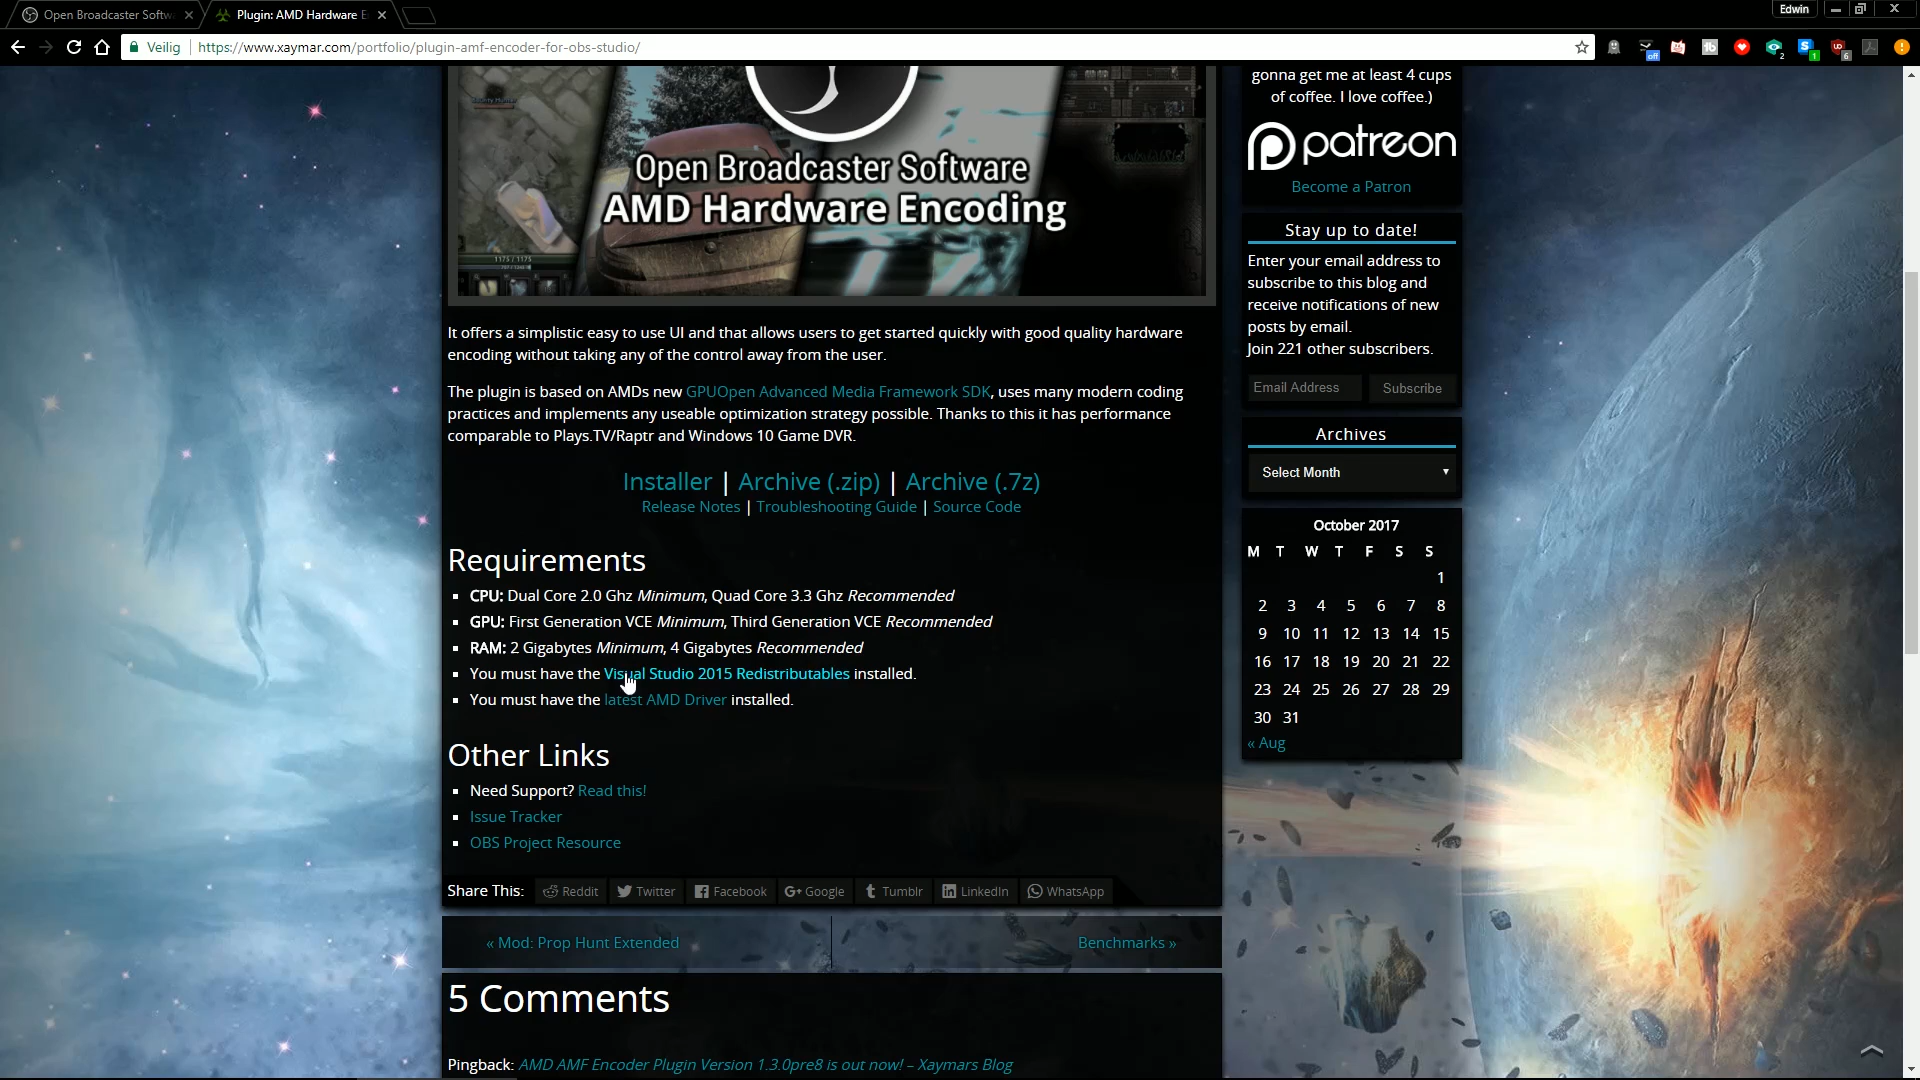 Open Broadcaster Softw
Plugin: AMD Hardware E
Edwin
Veilig
https://www.xaymar.com/portfolio/plugin-amf-encoder-for-obs-studio/
1175 / 1175
Open Broadcaster Software
AMD Hardware Encoding
It offers a simplistic easy to use UI and that allows users to get started quickly with good quality hardware
encoding without taking any of the control away from the user.
The plugin is based on AMDs new GPUOpen Advanced Media Framework SDK, uses many modern coding
practices and implements any useable optimization strategy possible. Thanks to this it has performance
comparable to Plays.TV/Raptr and Windows 10 Game DVR.
Installer | Archive (.zip) | Archive (.7z)
Release Notes | Troubleshooting Guide | Source Code
Requirements
CPU: Dual Core 2.0 Ghz Minimum, Quad Core 3.3 Ghz Recommended
GPU: First Generation VCE Minimum, Third Generation VCE Recommended
RAM: 2 Gigabytes Minimum, 4 Gigabytes Recommended
You must have the Visual Studio 2015 Redistributables installed.
You must have the latest AMD Driver installed.
Other Links
Need Support? Read this!
Issue Tracker
OBS Project Resource
Share This: Reddit Twitter Facebook Google Tumblr LinkedIn WhatsApp
« Mod: Prop Hunt Extended
Benchmarks »
5 Comments
Pingback: AMD AMF Encoder Plugin Version 1.3.0pre8 is out now! – Xaymars Blog
gonna get me at least 4 cups
of coffee. I love coffee.)
patreon
Become a Patron
Stay up to date!
Enter your email address to
subscribe to this blog and
receive notifications of new
posts by email.
Join 221 other subscribers.
Email Address
Subscribe
Archives
Select Month
October 2017
M T W T F S S
1
2 3 4 5 6 7 8
9 10 11 12 13 14 15
16 17 18 19 20 21 22
23 24 25 26 27 28 29
30 31
« Aug